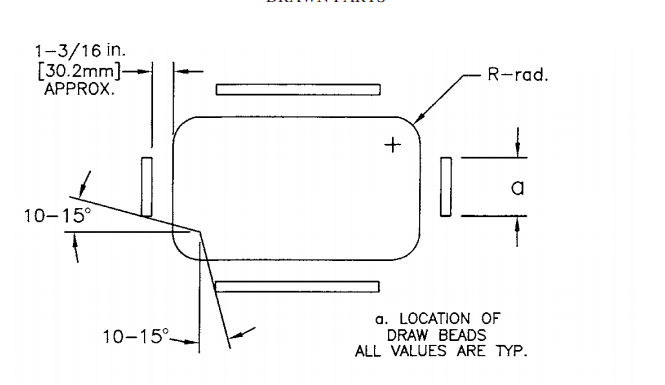 DRAWN PARTS
1-3/16 in.
[30.2mm]
APPROX.
R-rad.
a
10-15°
10-15°
a. LOCATION OF
DRAW BEADS
ALL VALUES ARE TYP.